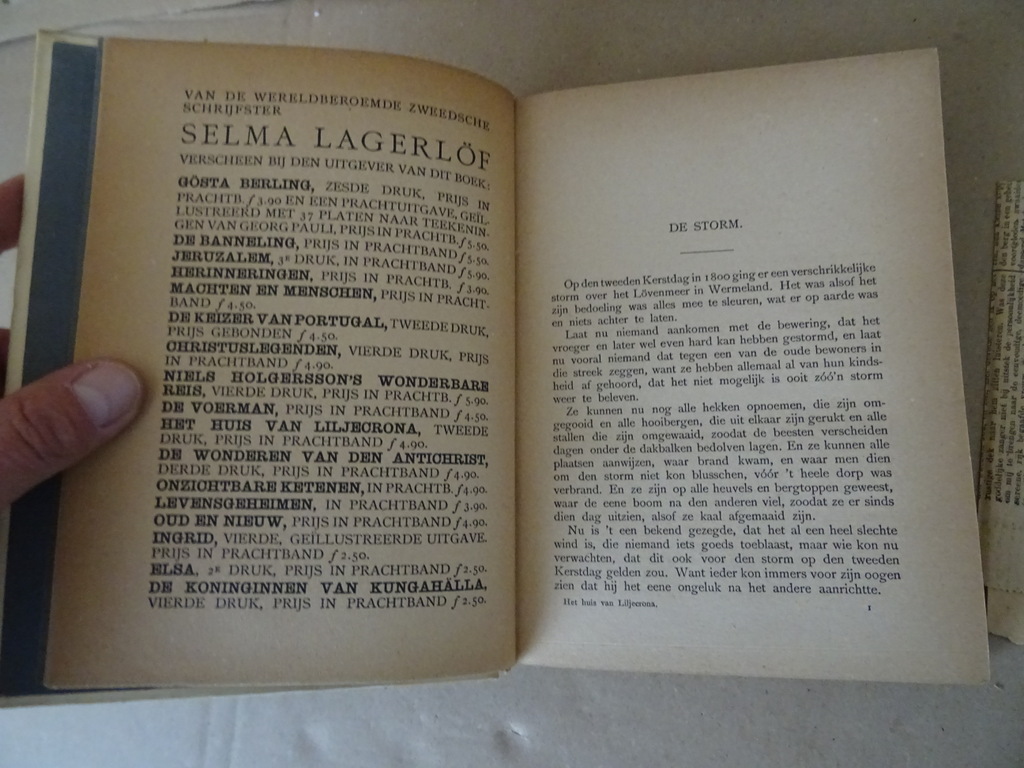 VAN DE WERELDBEROEMDE ZWEEDSCHE
SCHRIJFSTER
SELMA LAGERLÖF
VERSCHEEN BIJ DEN UITGEVER VAN DIT BOEK:
GÖSTA BERLING, ZESDE DRUK, PRIJS IN
PRACHTB. ƒ 3.90 EN EEN PRACHTUITGAVE, GEÏL-
LUSTREERD MET 37 PLATEN NAAR TEEKENIN-
GEN VAN GEORG PAULI, PRIJS IN PRACHTB. ƒ 5.50.
DE BANNELING, PRIJS IN PRACHTBAND ƒ 5.50.
JERUZALEM, 3E DRUK, IN PRACHTBAND ƒ 5.90.
HERINNERINGEN, PRIJS IN PRACHTB. ƒ 3.90.
MACHTEN EN MENSCHEN, PRIJS IN PRACHT-
BAND ƒ 4.50.
DE KEIZER VAN PORTUGAL, TWEEDE DRUK,
PRIJS GEBONDEN ƒ 4.50.
CHRISTUSLEGENDEN, VIERDE DRUK, PRIJS
IN PRACHTBAND ƒ 4.90.
NIELS HOLGERSSON'S WONDERBARE
REIS, VIERDE DRUK, PRIJS IN PRACHTB. ƒ 5.90.
DE VOERMAN, PRIJS IN PRACHTBAND ƒ 4.50.
HET HUIS VAN LILJECRONA, TWEEDE
DRUK, PRIJS IN PRACHTBAND ƒ 4.90.
DE WONDEREN VAN DEN ANTICHRIST,
DERDE DRUK, PRIJS IN PRACHTBAND ƒ 4.90.
ONZICHTBARE KETENEN, IN PRACHTB. ƒ 4.90.
LEVENSGEHEIMEN, IN PRACHTBAND ƒ 3.90.
OUD EN NIEUW, PRIJS IN PRACHTBAND ƒ 4.90.
INGRID, VIERDE, GEÏLLUSTREERDE UITGAVE.
PRIJS IN PRACHTBAND ƒ 2.50.
ELSA, 2E DRUK, PRIJS IN PRACHTBAND ƒ 2.50.
DE KONINGINNEN VAN KUNGAHÄLLA,
VIERDE DRUK, PRIJS IN PRACHTBAND ƒ 2.50.
DE STORM.
Op den tweeden Kerstdag in 1800 ging er een verschrikkelijke
storm over het Lövenmeer in Wermeland. Het was alsof het
zijn bedoeling was alles mee te sleuren, wat er op aarde was
en niets achter te laten.
Laat nu niemand aankomen met de bewering, dat het
vroeger en later wel even hard kan hebben gestormd, en laat
nu vooral niemand dat tegen een van de oude bewoners in
die streek zeggen, want ze hebben allemaal al van hun kinds-
heid af gehoord, dat het niet mogelijk is ooit zóó'n storm
weer te beleven.
Ze kunnen nu nog alle hekken opnoemen, die zijn om-
gegooid en alle hooibergen, die uit elkaar zijn gerukt en alle
stallen die zijn omgewaaid, zoodat de beesten verscheiden
dagen onder de dakbalken bedolven lagen. En ze kunnen alle
plaatsen aanwijzen, waar brand kwam, en waar men dien
om den storm niet kon blusschen, vóór 't heele dorp was
verbrand. En ze zijn op alle heuvels en bergtoppen geweest,
waar de eene boom na den anderen viel, zoodat ze er sinds
dien dag uitzien, alsof ze kaal afgemaaid zijn.
Nu is 't een bekend gezegde, dat het al een heel slechte
wind is, die niemand iets goeds toeblaast, maar wie kon nu
verwachten, dat dit ook voor den storm op den tweeden
Kerstdag gelden zou. Want ieder kon immers voor zijn oogen
zien dat hij het eene ongeluk na het andere aanrichtte.
Het huis van Liljecrona. 1